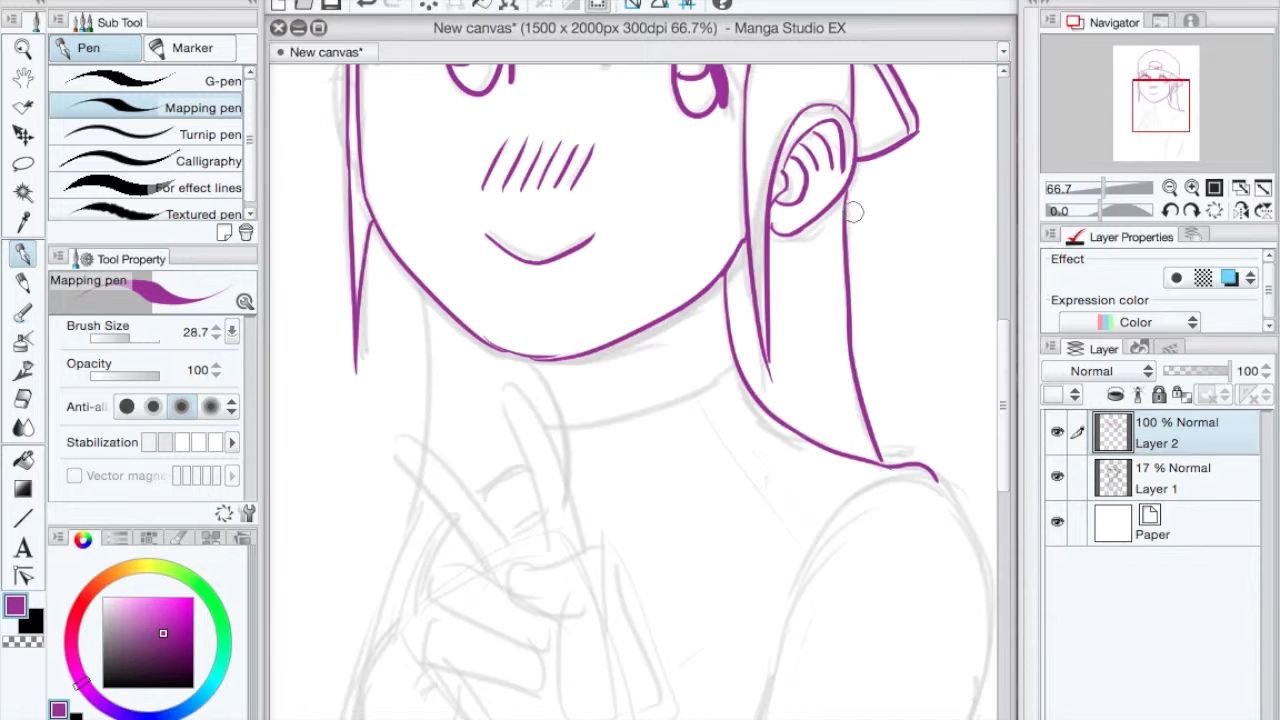 New canvas* (1500 x 2000px 300dpi 66.7%) - Manga Studio EX
Sub Tool
Pen
Marker
G-pen
Mapping pen
Turnip pen
Calligraphy
For effect lines
Textured pen
Tool Property
Mapping pen
Brush Size 28.7
Opacity 100
Anti-ali
Stabilization
Vector magne
A
New canvas*
Navigator
66.7
0.0
Layer Properties
Effect
Expression color
Color
Layer
Normal 100
100 % Normal
Layer 2
17 % Normal
Layer 1
Paper